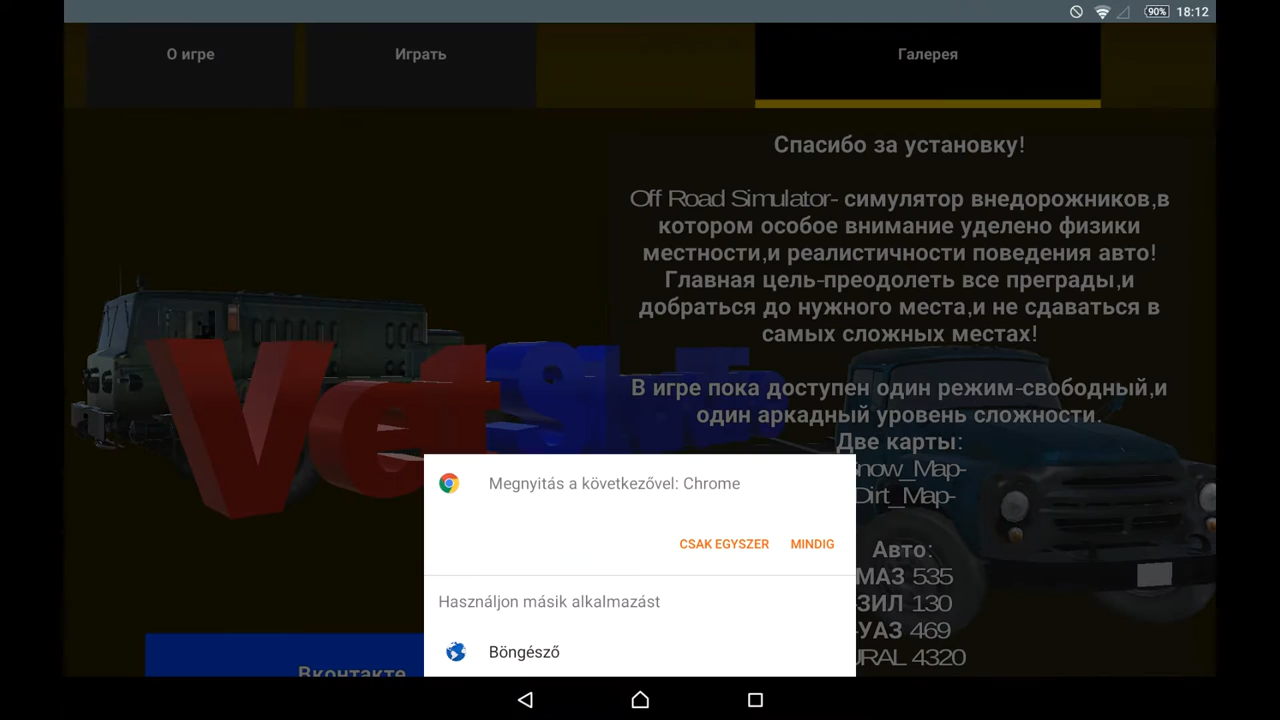 90% 18:12
О игре
Играть
Галерея
Спасибо за установку!
Off Road Simulator- симулятор внедорожников,в
котором особое внимание уделено физики
местности,и реалистичности поведения авто!
Главная цель-преодолеть все преграды,и
добраться до нужного места,и не сдаваться в
самых сложных местах!
В игре пока доступен один режим-свободный,и
один аркадный уровень сложности.
Две карты:
Snow_Map-
Dirt_Map-
Авто:
МАЗ 535
-ЗИЛ 130
-УАЗ 469
URAL 4320
Megnyitás a következővel: Chrome
CSAK EGYSZER
MINDIG
Használjon másik alkalmazást
Böngésző
Вконтакте